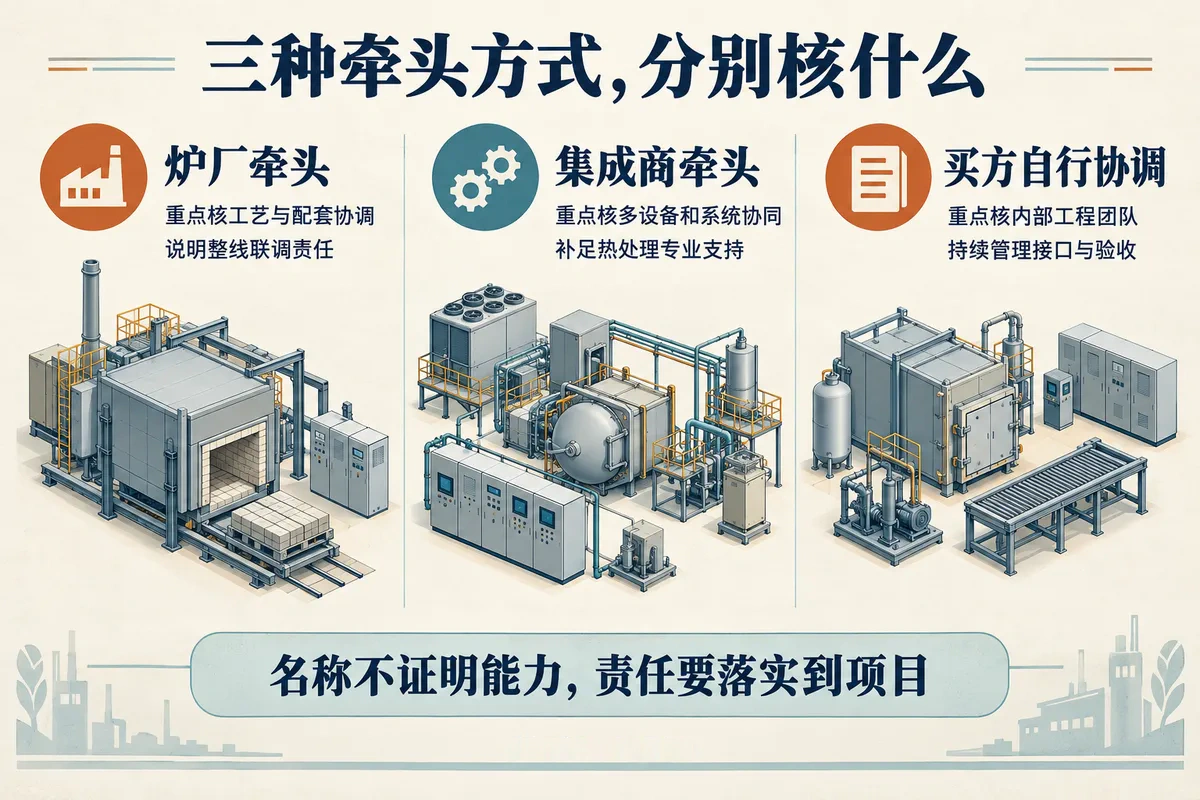 三种牵头方式，分别核什么
炉厂牵头
重点核工艺与配套协调
说明整线联调责任
集成商牵头
重点核多设备和系统协同
补足热处理专业支持
买方自行协调
重点核内部工程团队
持续管理接口与验收
名称不证明能力，责任要落实到项目